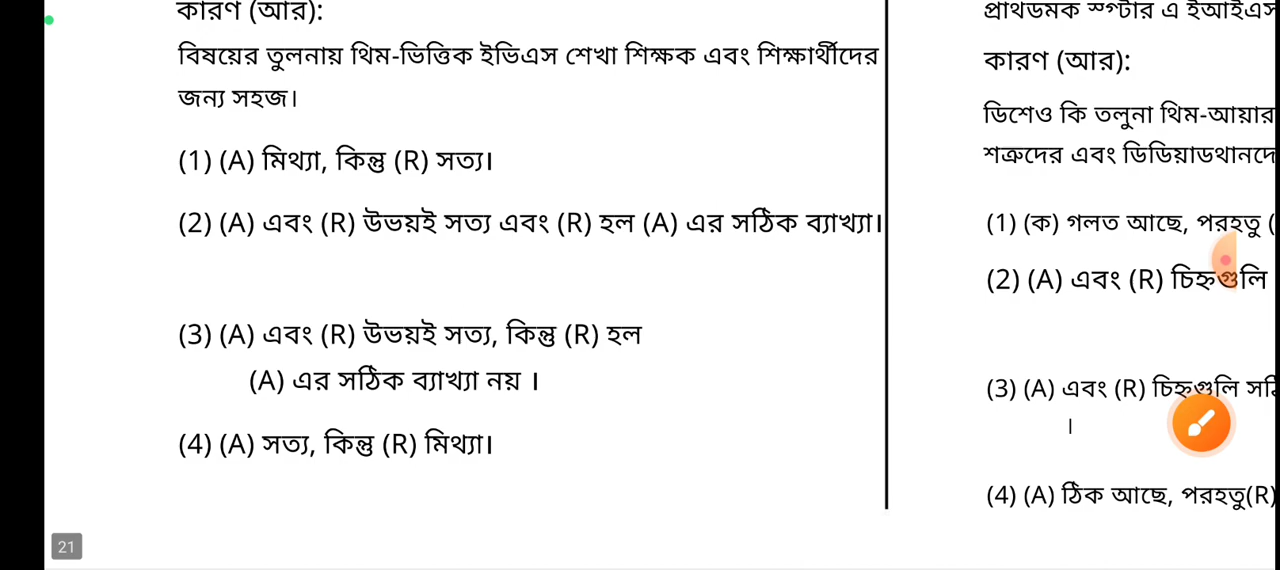 কারণ (আর):
বিষয়ের তুলনায় থিম-ভিত্তিক ইভিএস শেখা শিক্ষক এবং শিক্ষার্থীদের
জন্য সহজ।
(1) (A) মিথ্যা, কিন্তু (R) সত্য।
(2) (A) এবং (R) উভয়ই সত্য এবং (R) হল (A) এর সঠিক ব্যাখ্যা।
(3) (A) এবং (R) উভয়ই সত্য, কিন্তু (R) হল
(A) এর সঠিক ব্যাখ্যা নয় ।
(4) (A) সত্য, কিন্তু (R) মিথ্যা।
21
প্রাথডমক স্গ্টার এ ইআইএস
কারণ (আর):
ডিশেও কি তলুনা থিম-আয়ার
শত্রুদের এবং ডিডিয়াডথানদে
(1) (ক) গলত আছে, পরহতু (
(2) (A) এবং (R) চিহ্নগুলি
(3) (A) এবং (R) চিহ্নগুলি
।
(4) (A) ঠিক আছে, পরহতু(R)